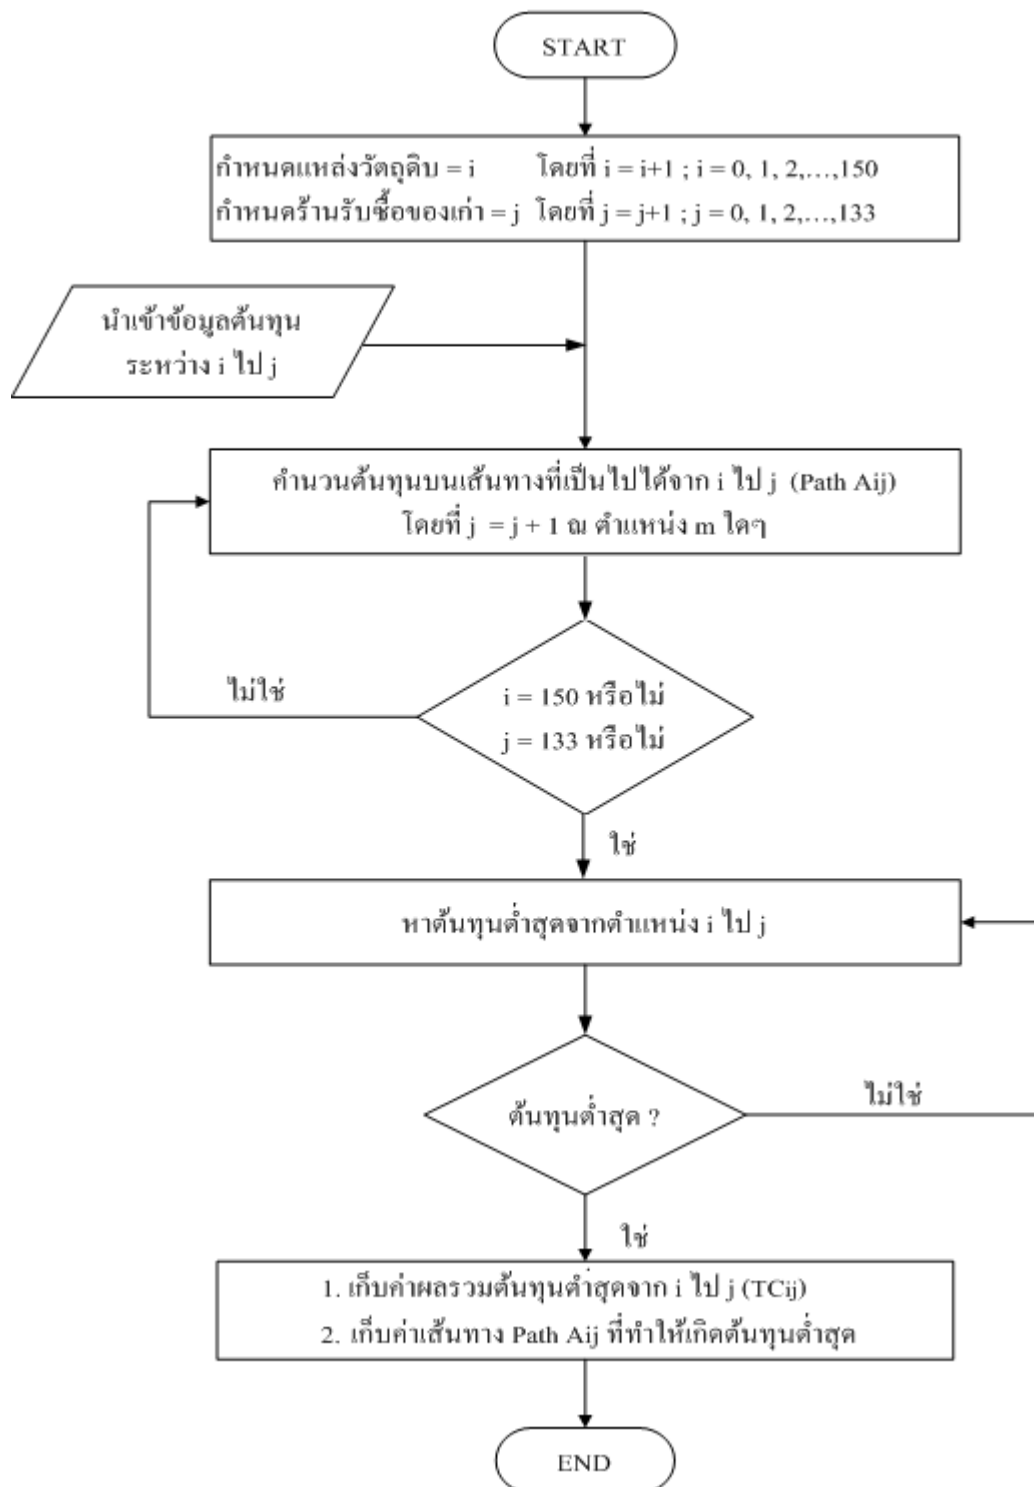 START
กำหนดแหล่งวัตถุดิบ = i โดยที่ i = i+1 ; i = 0, 1, 2,...,150
กำหนดร้านรับซื้อของเก่า = j โดยที่ j = j+1 ; j = 0, 1, 2,...,133
นำเข้าข้อมูลต้นทุน
ระหว่าง i ไป j
คำนวนต้นทุนบนเส้นทางที่เป็นไปได้จาก i ไป j (Path Aij)
โดยที่ j = j + 1 ณ ตำแหน่ง m ใดๆ
ไม่ใช่
i = 150 หรือไม่
j = 133 หรือไม่
ใช่
หาต้นทุนต่ำสุดจากตำแหน่ง i ไป j
ไม่ใช่
ต้นทุนต่ำสุด ?
ใช่
1. เก็บค่าผลรวมต้นทุนต่ำสุดจาก i ไป j (TCij)
2. เก็บค่าเส้นทาง Path Aij ที่ทำให้เกิดต้นทุนต่ำสุด
END